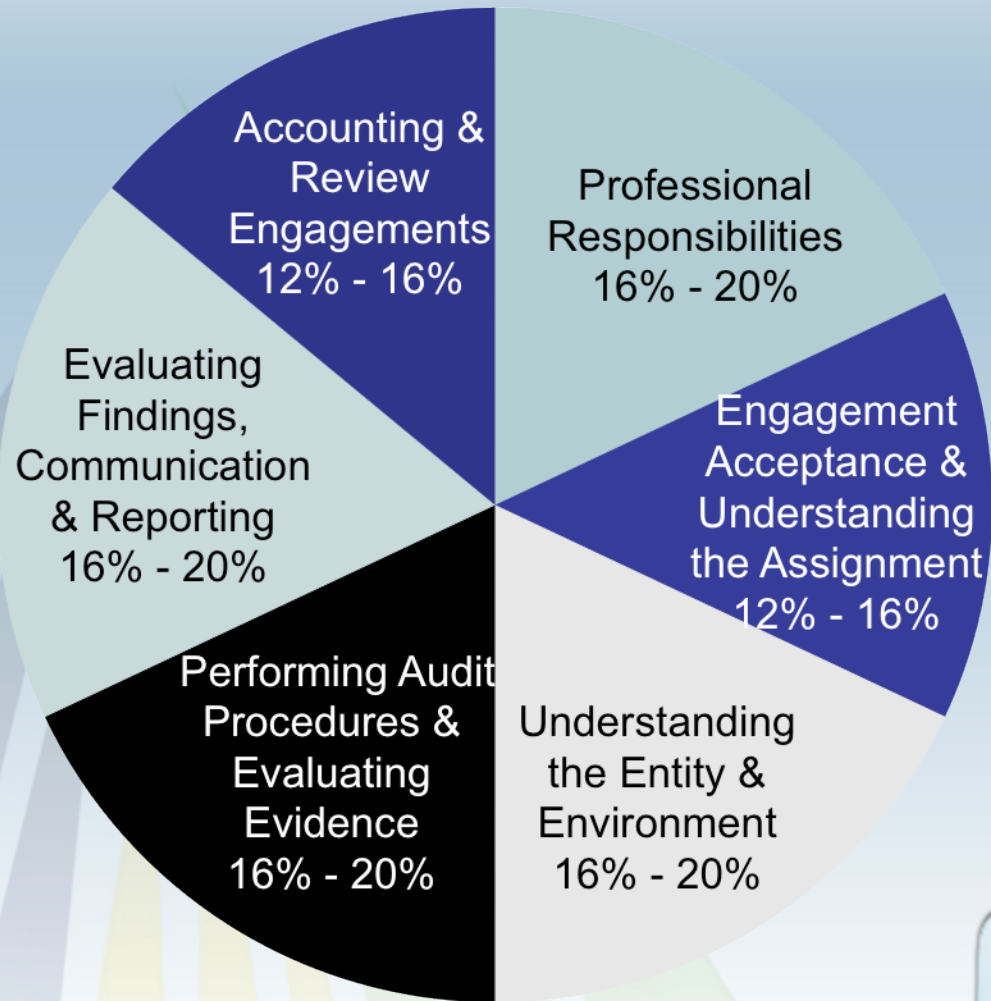 Accounting &
Review
Engagements
12% - 16%
Professional
Responsibilities
16% - 20%
Engagement
Acceptance &
Understanding
the Assignment
12% - 16%
Understanding
the Entity &
Environment
16% - 20%
Performing Audit
Procedures &
Evaluating
Evidence
16% - 20%
Evaluating
Findings,
Communication
& Reporting
16% - 20%